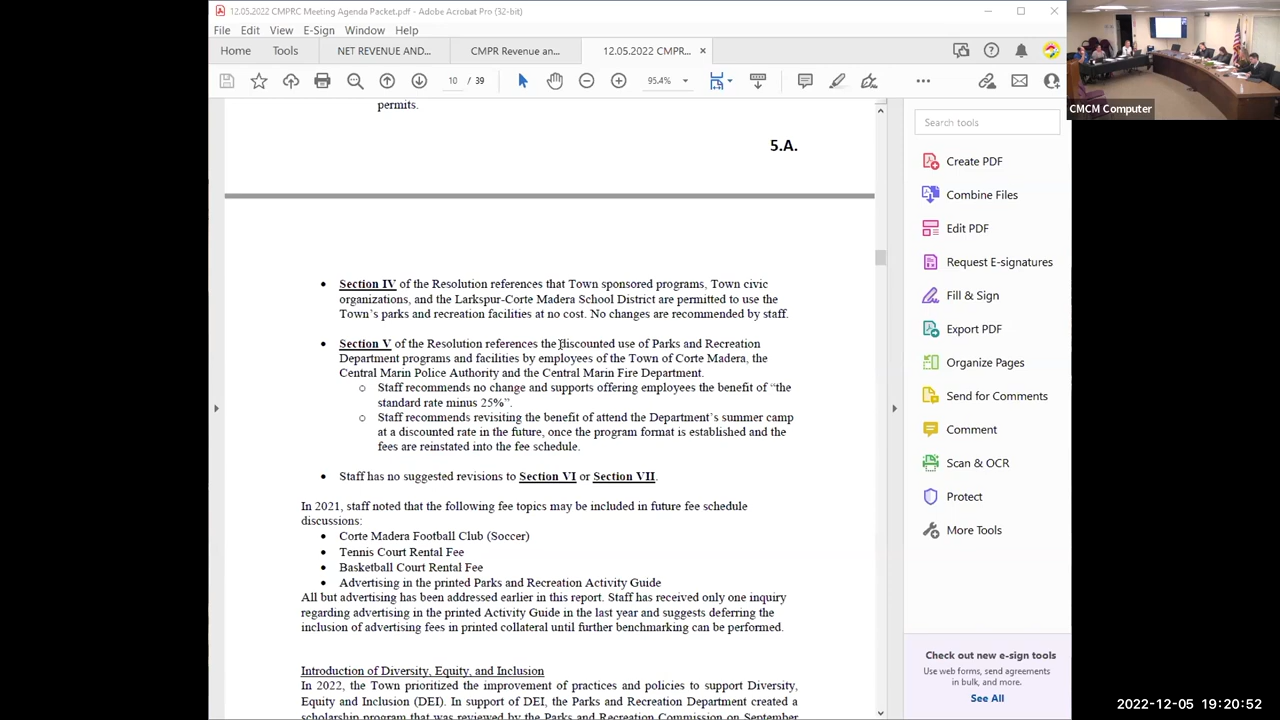 12.05.2022 CMPRC Meeting Agenda Packet.pdf - Adobe Acrobat Pro (32-bit)
File Edit View E-Sign Window Help
Home Tools NET REVENUE AND... CMPR Revenue an... 12.05.2022 CMPR... ×
10 / 39 95.4%
CMCM Computer
permits.
5.A.
• Section IV of the Resolution references that Town sponsored programs, Town civic
organizations, and the Larkspur-Corte Madera School District are permitted to use the
Town's parks and recreation facilities at no cost. No changes are recommended by staff.
• Section V of the Resolution references the discounted use of Parks and Recreation
Department programs and facilities by employees of the Town of Corte Madera, the
Central Marin Police Authority and the Central Marin Fire Department.
○ Staff recommends no change and supports offering employees the benefit of “the
standard rate minus 25%”.
○ Staff recommends revisiting the benefit of attend the Department's summer camp
at a discounted rate in the future, once the program format is established and the
fees are reinstated into the fee schedule.
• Staff has no suggested revisions to Section VI or Section VII.
In 2021, staff noted that the following fee topics may be included in future fee schedule
discussions:
• Corte Madera Football Club (Soccer)
• Tennis Court Rental Fee
• Basketball Court Rental Fee
• Advertising in the printed Parks and Recreation Activity Guide
All but advertising has been addressed earlier in this report. Staff has received only one inquiry
regarding advertising in the printed Activity Guide in the last year and suggests deferring the
inclusion of advertising fees in printed collateral until further benchmarking can be performed.
Introduction of Diversity, Equity, and Inclusion
In 2022, the Town prioritized the improvement of practices and policies to support Diversity,
Equity and Inclusion (DEI). In support of DEI, the Parks and Recreation Department created a
scholarship program that was reviewed by the Parks and Recreation Commission on September
Search tools
Create PDF
Combine Files
Edit PDF
Request E-signatures
Fill & Sign
Export PDF
Organize Pages
Send for Comments
Comment
Scan & OCR
Protect
More Tools
Check out new e-sign tools
Use web forms, send agreements
in bulk, and more.
See All
2022-12-05 19:20:52